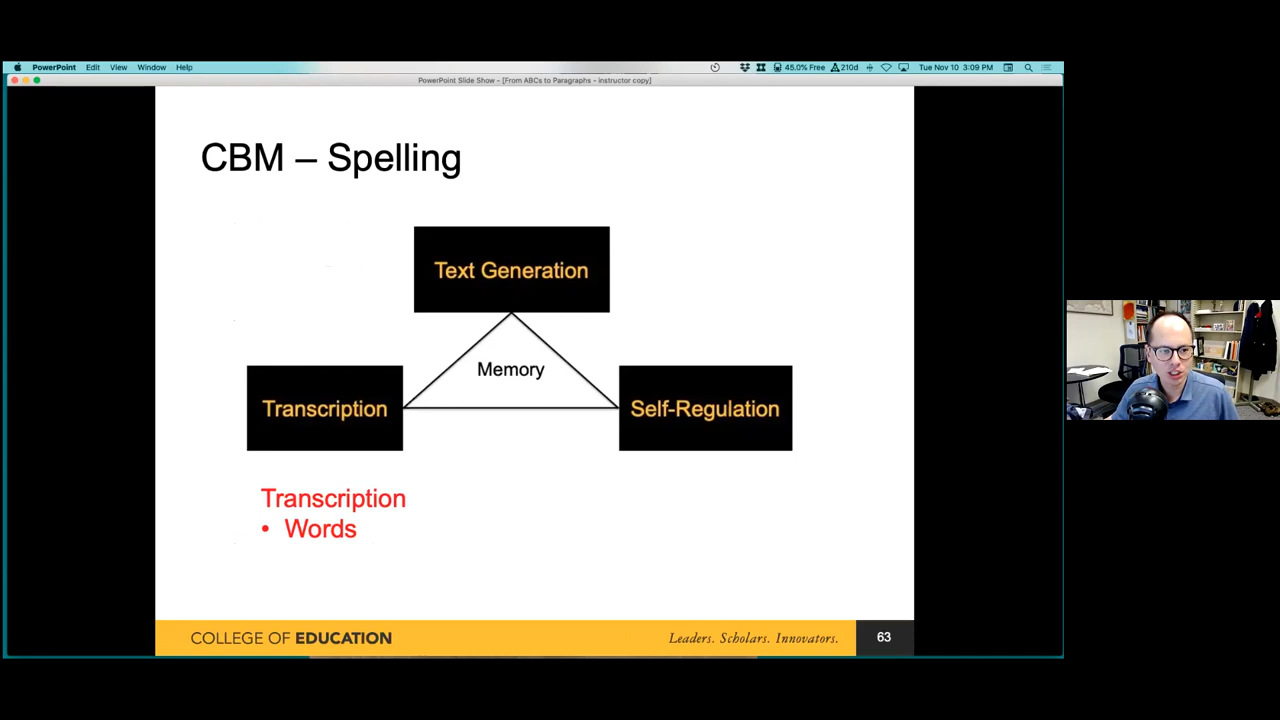 PowerPoint Edit View Window Help 45.0% Free 210d Tue Nov 10 3:09 PM
PowerPoint Slide Show - [From ABCs to Paragraphs - instructor copy]
CBM – Spelling
Text Generation
Memory
Transcription
Self-Regulation
Transcription
• Words
COLLEGE OF EDUCATION
Leaders. Scholars. Innovators.
63